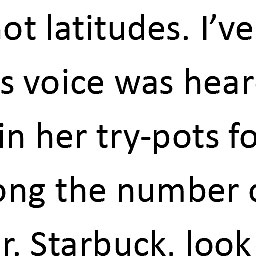 ot latitudes. I’ve
s voice was hear
in her try-pots fo
ong the number
r. Starbuck. look